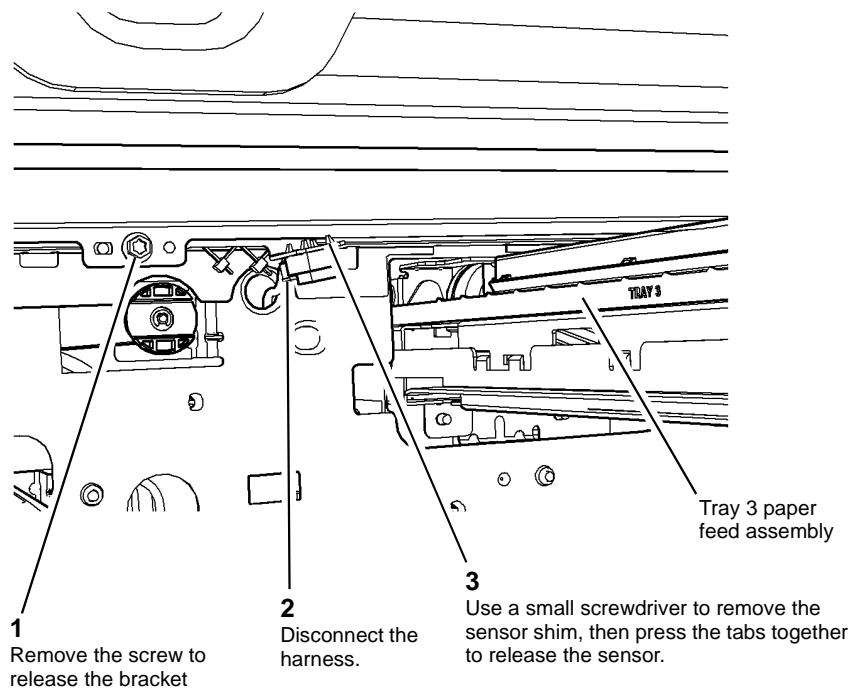 TRAY 3
Tray 3 paper
feed assembly
1
Remove the screw to
release the bracket
2
Disconnect the
harness.
3
Use a small screwdriver to remove the
sensor shim, then press the tabs together
to release the sensor.